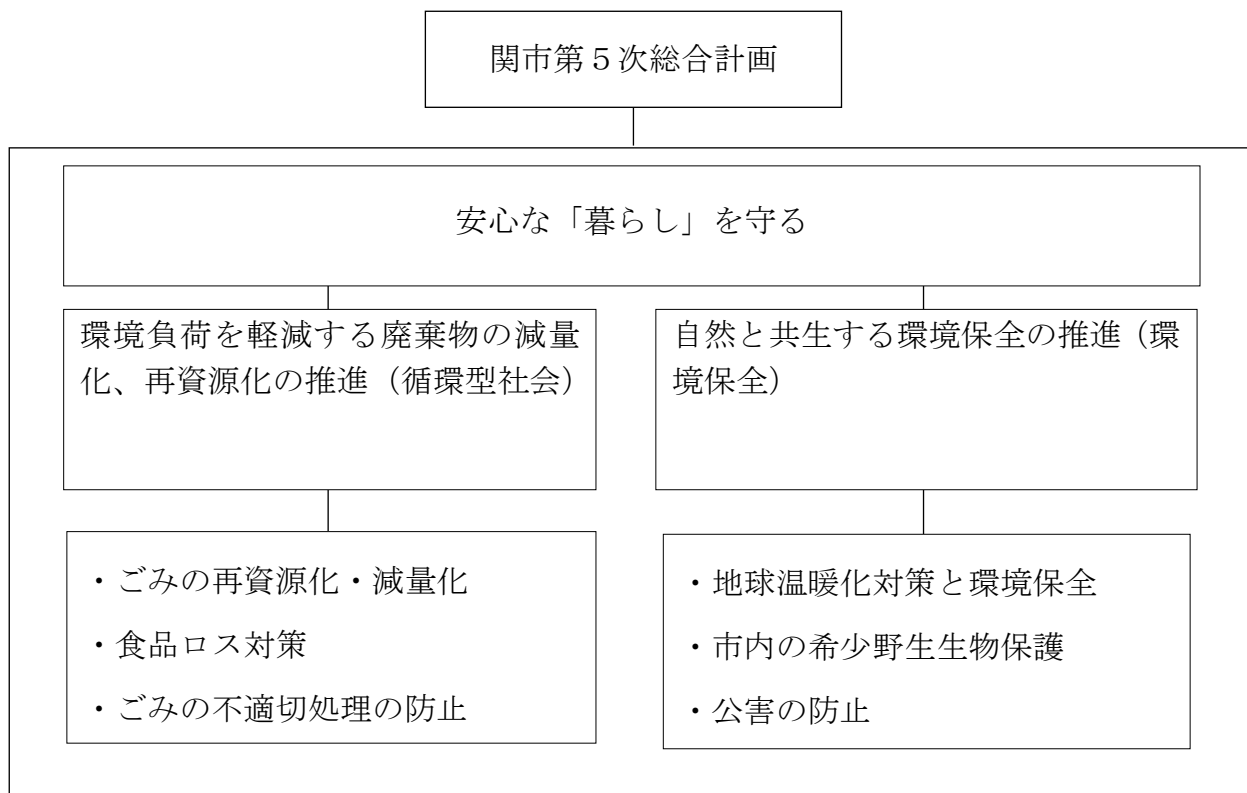 関市第５次総合計画
安心な「暮らし」を守る
環境負荷を軽減する廃棄物の減量
化、再資源化の推進（循環型社会）
自然と共生する環境保全の推進（環
境保全）
・ごみの再資源化・減量化
・食品ロス対策
・ごみの不適切処理の防止
・地球温暖化対策と環境保全
・市内の希少野生生物保護
・公害の防止